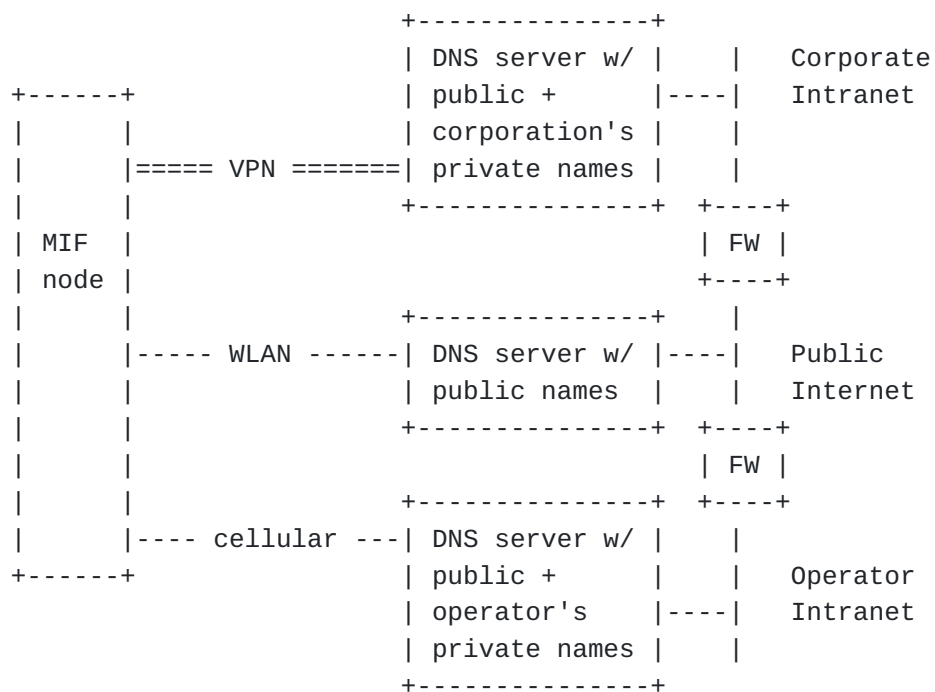 DNS server w/ Corporate
public + Intranet
corporation's
===== VPN ======= private names
MIF FW
node
----- WLAN ------ DNS server w/ Public
public names Internet
FW
---- cellular --- DNS server w/
public + Operator
operator's Intranet
private names